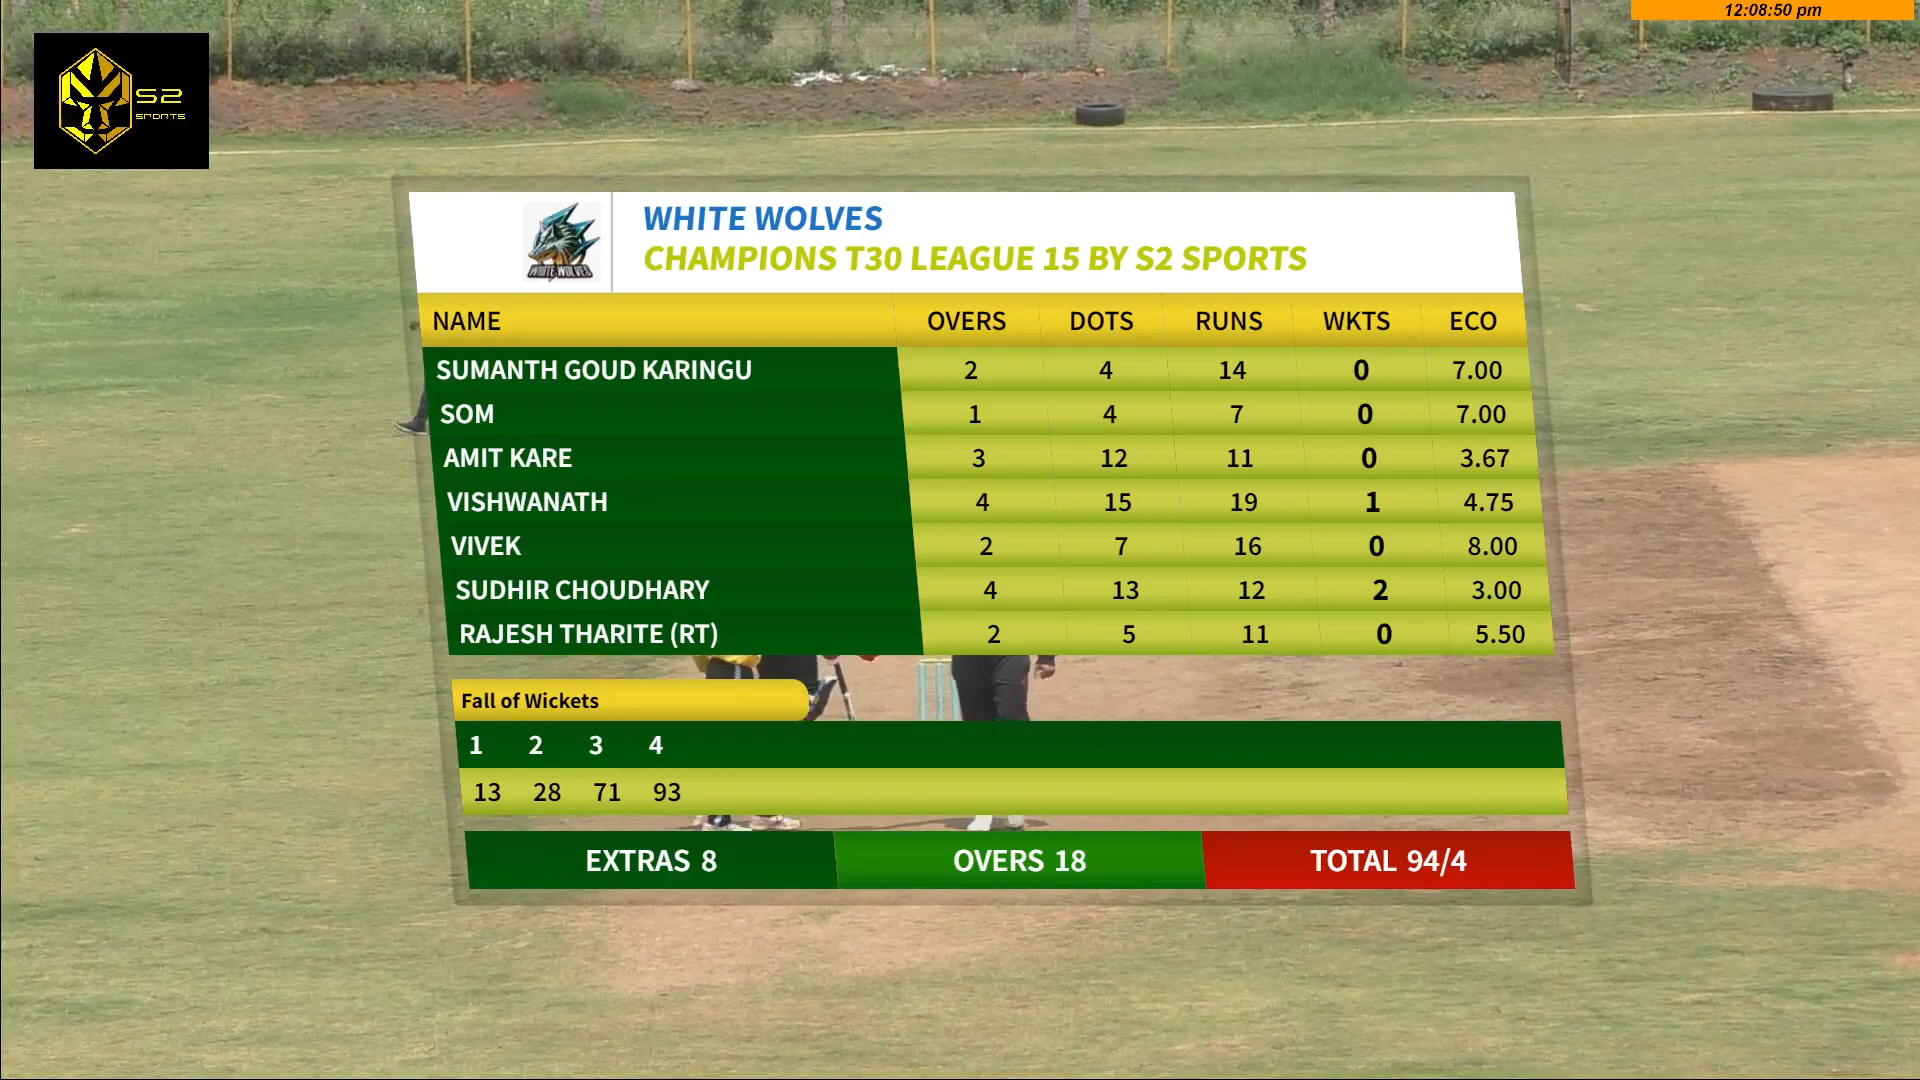 12:08:50 pm
S2
SPORTS
WHITE WOLVES
WHITE WOLVES
CHAMPIONS T30 LEAGUE 15 BY S2 SPORTS
NAME OVERS DOTS RUNS WKTS ECO
SUMANTH GOUD KARINGU 2 4 14 0 7.00
SOM 1 4 7 0 7.00
AMIT KARE 3 12 11 0 3.67
VISHWANATH 4 15 19 1 4.75
VIVEK 2 7 16 0 8.00
SUDHIR CHOUDHARY 4 13 12 2 3.00
RAJESH THARITE (RT) 2 5 11 0 5.50
Fall of Wickets
1 2 3 4
13 28 71 93
EXTRAS 8 OVERS 18 TOTAL 94/4